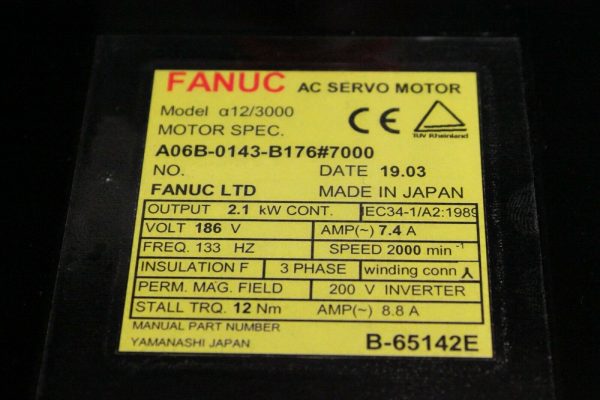 FANUC AC SERVO MOTOR
Model α12/3000
MOTOR SPEC.
CE
TUV Rheinland
A06B-0143-B176#7000
NO. DATE 19.03
FANUC LTD MADE IN JAPAN
OUTPUT 2.1 kW CONT. IEC34-1/A2:1989
VOLT 186 V AMP(~) 7.4 A
FREQ. 133 HZ SPEED 2000 min⁻¹
INSULATION F 3 PHASE winding conn
PERM. MAG. FIELD 200 V INVERTER
STALL TRQ. 12 Nm AMP(~) 8.8 A
MANUAL PART NUMBER
YAMANASHI JAPAN B-65142E